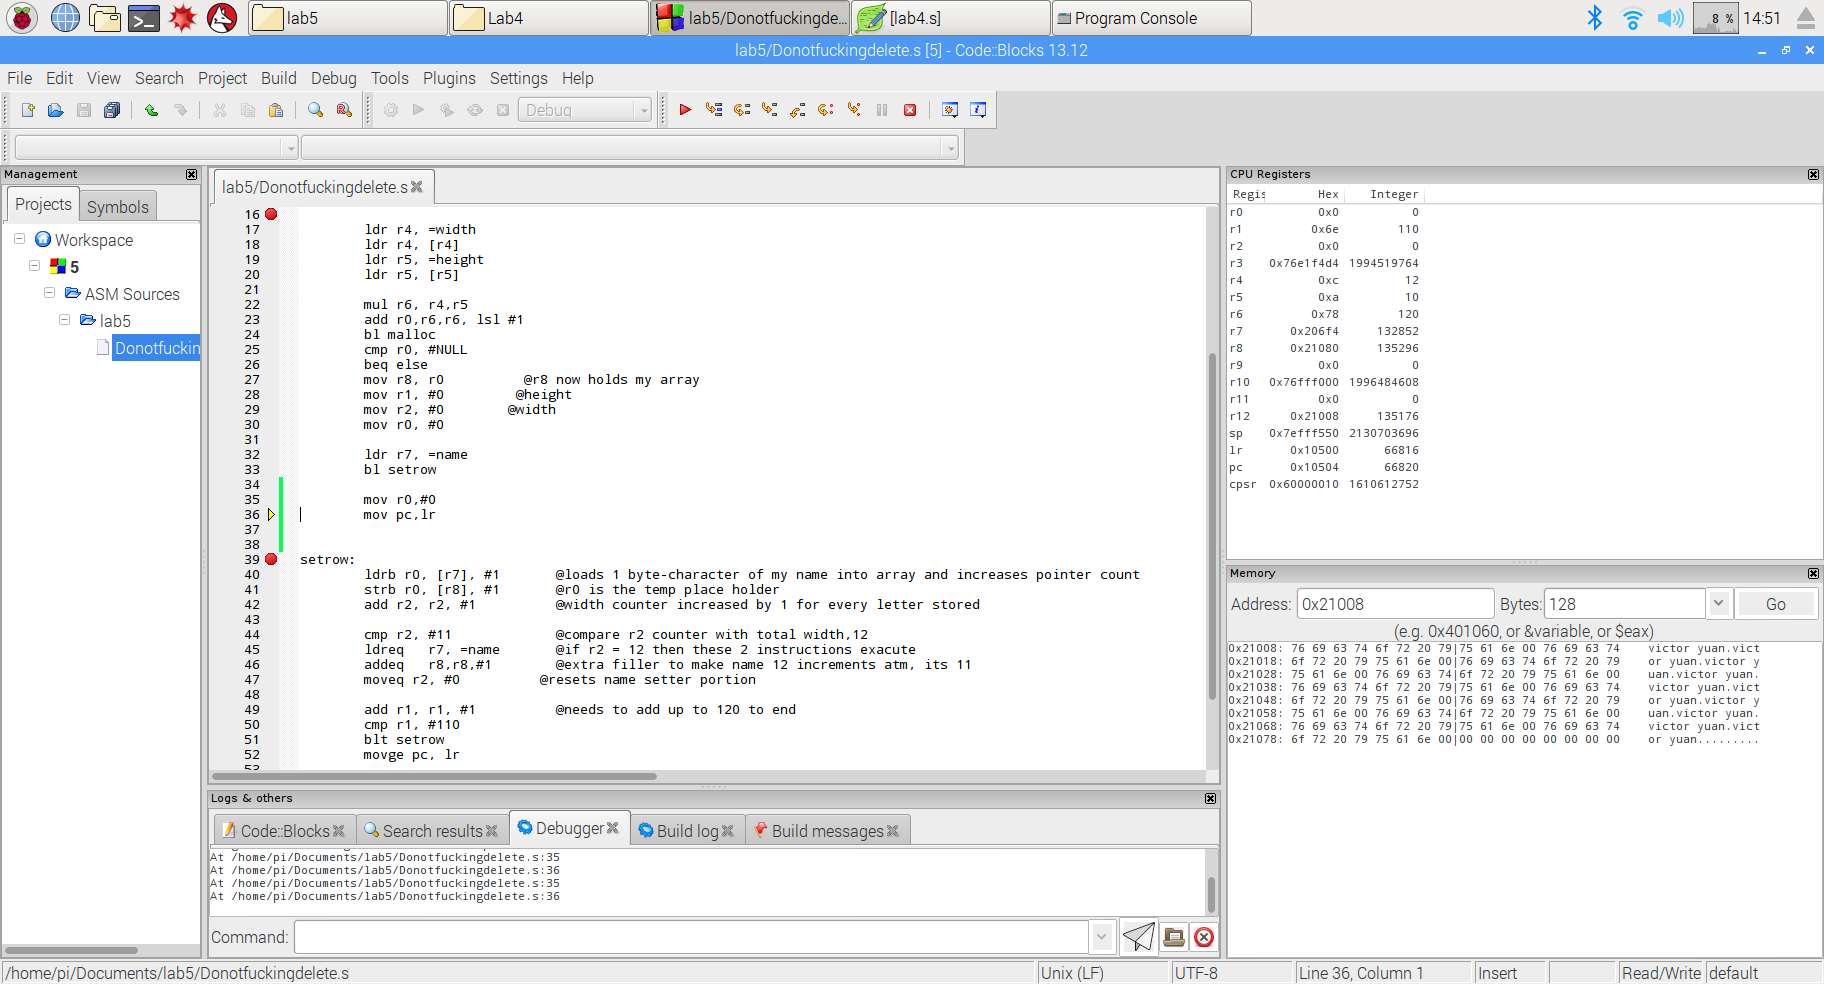 lab5
Lab4
lab5/Donotfuckingde...
[lab4.s]
Program Console
8 %
14:51
lab5/Donotfuckingdelete.s [5] - Code::Blocks 13.12
File Edit View Search Project Build Debug Tools Plugins Settings Help
Debug
Management
Projects
Symbols
Workspace
5
ASM Sources
lab5
Donotfuckin
lab5/Donotfuckingdelete.s
16
17 ldr r4, =width
18 ldr r4, [r4]
19 ldr r5, =height
20 ldr r5, [r5]
21
22 mul r6, r4,r5
23 add r0,r6,r6, lsl #1
24 bl malloc
25 cmp r0, #NULL
26 beq else
27 mov r8, r0 @r8 now holds my array
28 mov r1, #0 @height
29 mov r2, #0 @width
30 mov r0, #0
31
32 ldr r7, =name
33 bl setrow
34
35 mov r0,#0
36 mov pc,lr
37
38
39 setrow:
40 ldrb r0, [r7], #1 @loads 1 byte-character of my name into array and increases pointer count
41 strb r0, [r8], #1 @r0 is the temp place holder
42 add r2, r2, #1 @width counter increased by 1 for every letter stored
43
44 cmp r2, #11 @compare r2 counter with total width,12
45 ldreq r7, =name @if r2 = 12 then these 2 instructions exacute
46 addeq r8,r8,#1 @extra filler to make name 12 increments atm, its 11
47 moveq r2, #0 @resets name setter portion
48
49 add r1, r1, #1 @needs to add up to 120 to end
50 cmp r1, #110
51 blt setrow
52 movge pc, lr
53
CPU Registers
Regis Hex Integer
r0 0x0 0
r1 0x6e 110
r2 0x0 0
r3 0x76e1f4d4 1994519764
r4 0xc 12
r5 0xa 10
r6 0x78 120
r7 0x206f4 132852
r8 0x21080 135296
r9 0x0 0
r10 0x76fff000 1996484608
r11 0x0 0
r12 0x21008 135176
sp 0x7efff550 2130703696
lr 0x10500 66816
pc 0x10504 66820
cpsr 0x60000010 1610612752
Memory
Address: 0x21008 Bytes: 128 Go
(e.g. 0x401060, or &variable, or $eax)
0x21008: 76 69 63 74 6f 72 20 79|75 61 6e 00 76 69 63 74 victor yuan.vict
0x21018: 6f 72 20 79 75 61 6e 00|76 69 63 74 6f 72 20 79 or yuan.victor y
0x21028: 75 61 6e 00 76 69 63 74|6f 72 20 79 75 61 6e 00 uan.victor yuan.
0x21038: 76 69 63 74 6f 72 20 79|75 61 6e 00 76 69 63 74 victor yuan.vict
0x21048: 6f 72 20 79 75 61 6e 00|76 69 63 74 6f 72 20 79 or yuan.victor y
0x21058: 75 61 6e 00 76 69 63 74|6f 72 20 79 75 61 6e 00 uan.victor yuan.
0x21068: 76 69 63 74 6f 72 20 79|75 61 6e 00 76 69 63 74 victor yuan.vict
0x21078: 6f 72 20 79 75 61 6e 00|00 00 00 00 00 00 00 00 or yuan.........
Logs & others
Code::Blocks
Search results
Debugger
Build log
Build messages
At /home/pi/Documents/lab5/Donotfuckingdelete.s:35
At /home/pi/Documents/lab5/Donotfuckingdelete.s:36
At /home/pi/Documents/lab5/Donotfuckingdelete.s:35
At /home/pi/Documents/lab5/Donotfuckingdelete.s:36
Command:
/home/pi/Documents/lab5/Donotfuckingdelete.s
Unix (LF)
UTF-8
Line 36, Column 1
Insert
Read/Write
default